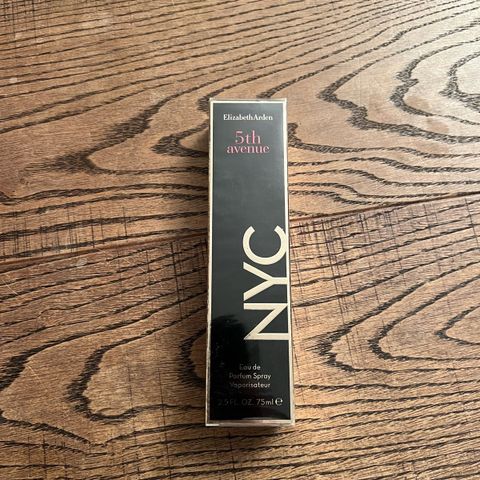 ElizabethArden
5th
avenue
NYC
Eau de
Parfum Spray
Vaporisateur
2.5 FL. OZ. 75ml ℮